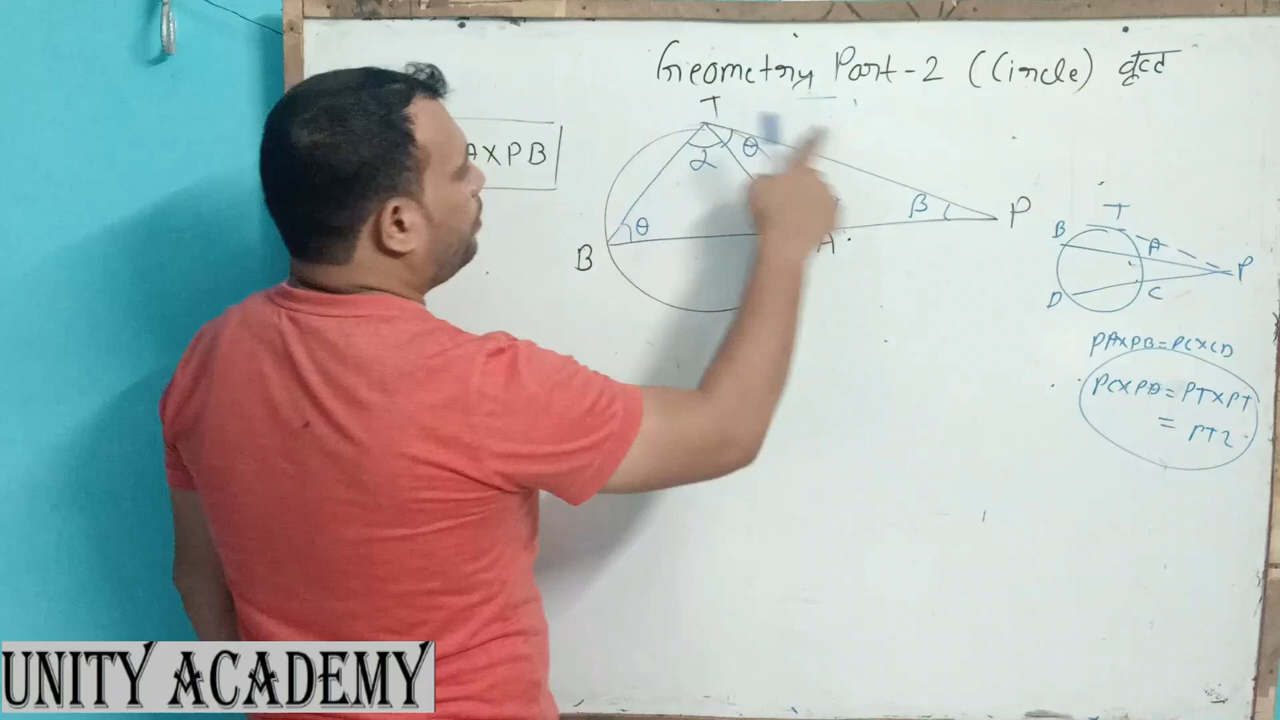 Geometry Part-2 (Circle) वृत्त
AXPB
T
α θ
θ
β
P
B
A
T
B
A
P
D
C
PAXPB=PCXCD
PCXPD=PTXPT
= PT2
UNITY ACADEMY